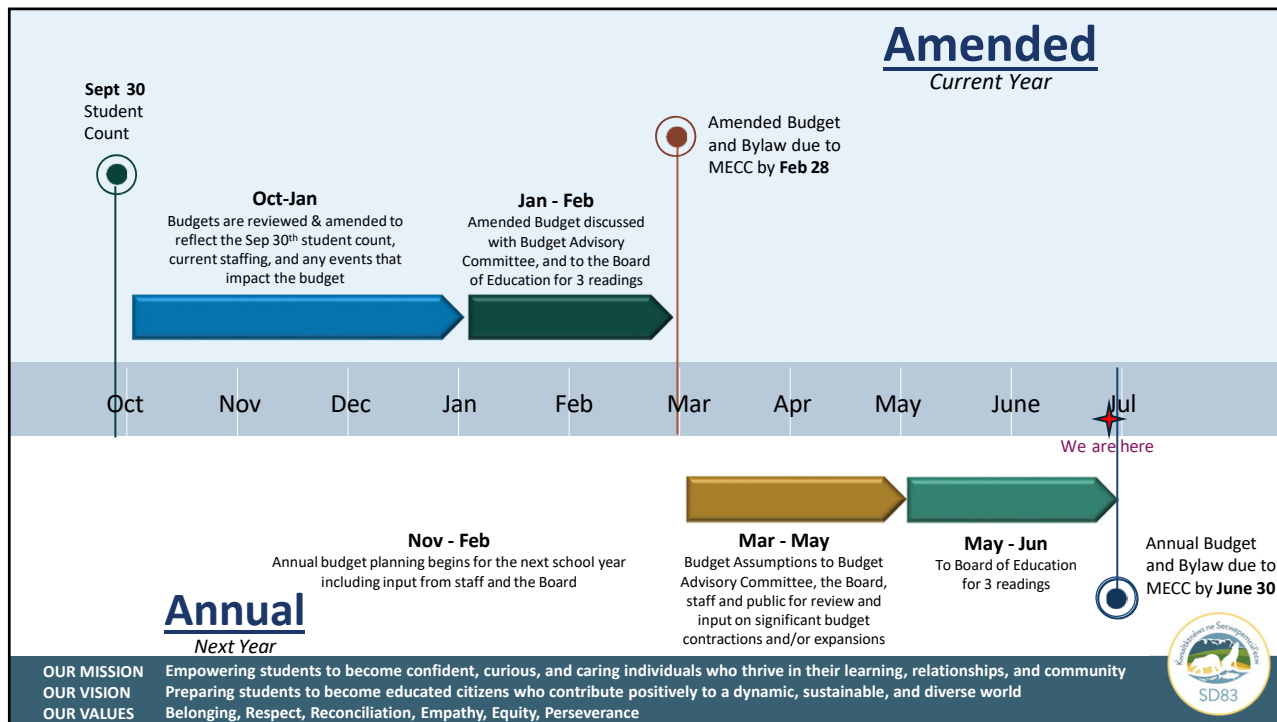 Amended
Current Year
Sept 30
Student
Count
Amended Budget
and Bylaw due to
MECC by Feb 28
Oct-Jan
Budgets are reviewed & amended to
reflect the Sep 30th student count,
current staffing, and any events that
impact the budget
Jan - Feb
Amended Budget discussed
with Budget Advisory
Committee, and to the Board
of Education for 3 readings
Oct Nov Dec Jan Feb Mar Apr May June Jul
We are here
Nov - Feb
Annual budget planning begins for the next school year
including input from staff and the Board
Mar - May
Budget Assumptions to Budget
Advisory Committee, the Board,
staff and public for review and
input on significant budget
contractions and/or expansions
May - Jun
To Board of Education
for 3 readings
Annual Budget
and Bylaw due to
MECC by June 30
Annual
Next Year
OUR MISSION Empowering students to become confident, curious, and caring individuals who thrive in their learning, relationships, and community
OUR VISION Preparing students to become educated citizens who contribute positively to a dynamic, sustainable, and diverse world
OUR VALUES Belonging, Respect, Reconciliation, Empathy, Equity, Perseverance
ne
SD83